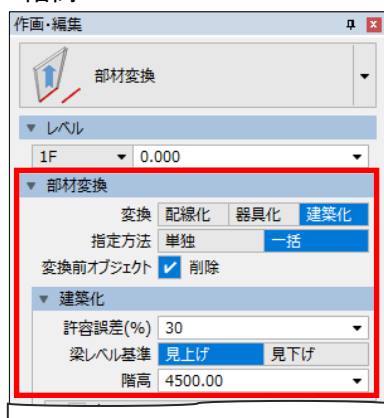 作画・編集
部材変換
レベル
1F 0.000
部材変換
変換 配線化 器具化 建築化
指定方法 単独 一括
変換前オブジェクト 削除
建築化
許容誤差(%) 30
梁レベル基準 見上げ 見下げ
階高 4500.00